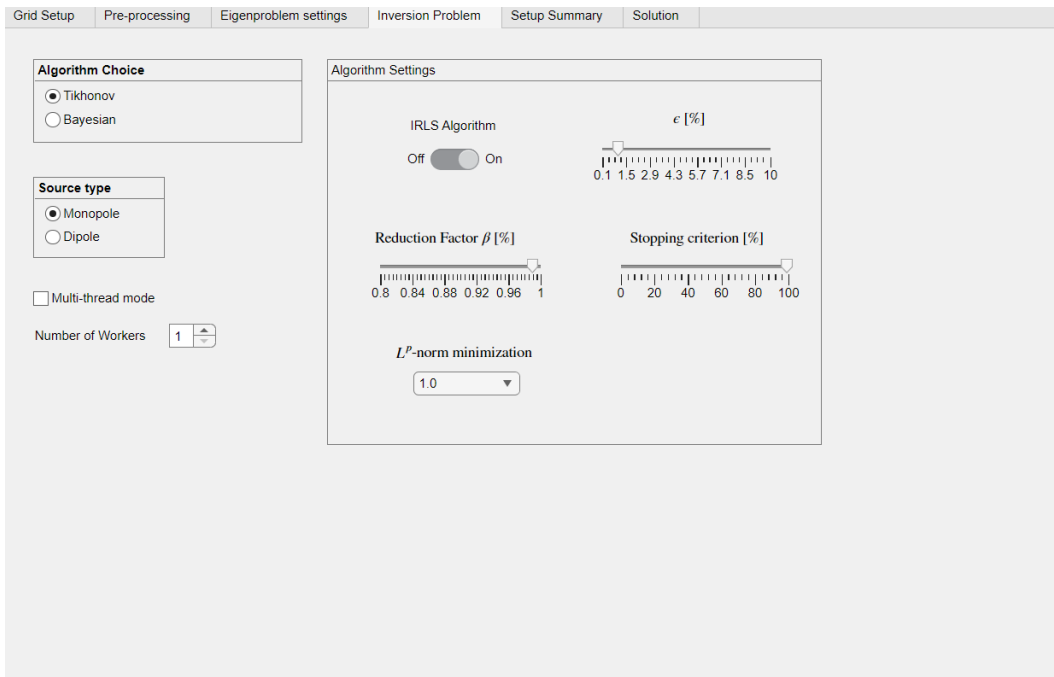 Grid Setup Pre-processing Eigenproblem settings Inversion Problem Setup Summary Solution
Algorithm Choice
Tikhonov
Bayesian
Source type
Monopole
Dipole
Multi-thread mode
Number of Workers 1
Algorithm Settings
IRLS Algorithm
Off On
ϵ [%]
0.1 1.5 2.9 4.3 5.7 7.1 8.5 10
Reduction Factor β [%]
0.8 0.84 0.88 0.92 0.96 1
Stopping criterion [%]
0 20 40 60 80 100
Lᵖ-norm minimization
1.0